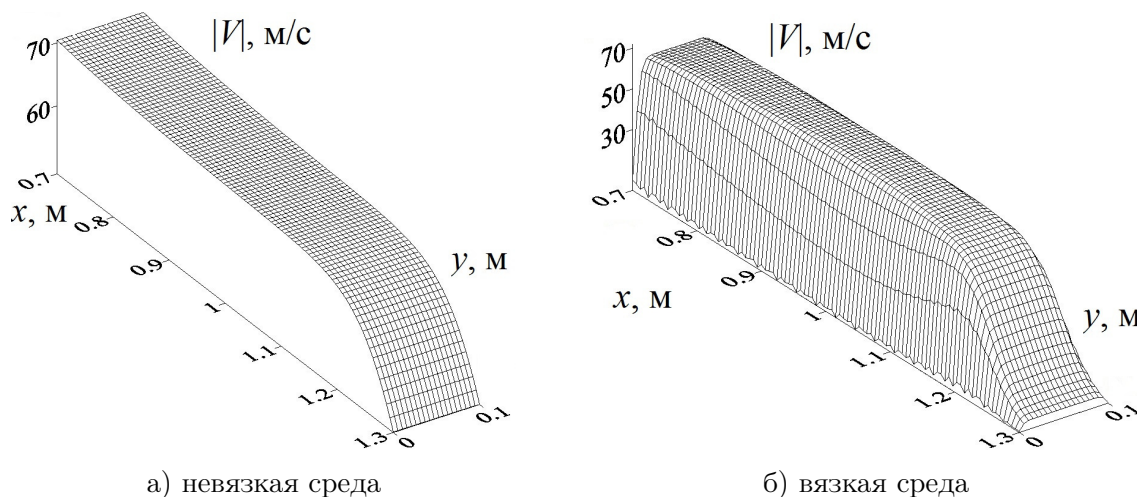 |V|, м/с
70
60
0.7
x, м
0.8
0.9
1
1.1
1.2
1.3
0
0.1
y, м
а) невязкая среда
|V|, м/с
70
50
30
0.7
x, м
0.8
0.9
1
1.1
1.2
1.3
0
0.1
y, м
б) вязкая среда